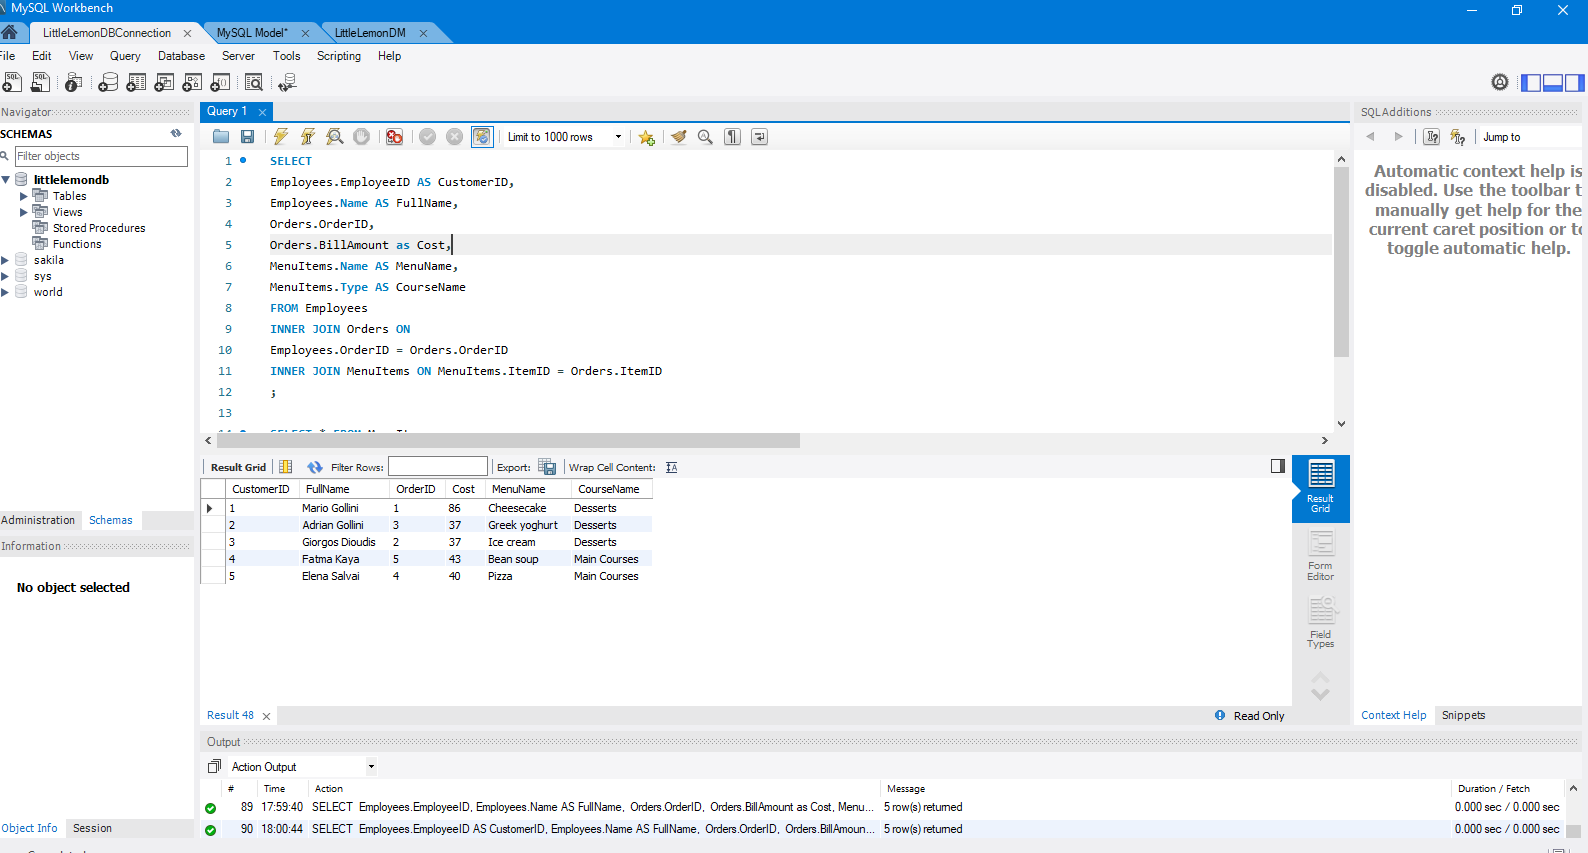 MySQL Workbench
LittleLemonDBConnection
MySQL Model*
LittleLemonDM
File Edit View Query Database Server Tools Scripting Help
Navigator
SCHEMAS
Filter objects
littlelemondb
Tables
Views
Stored Procedures
Functions
sakila
sys
world
Administration Schemas
Information
No object selected
Object Info Session
Query 1
Limit to 1000 rows
1 SELECT
2 Employees.EmployeeID AS CustomerID,
3 Employees.Name AS FullName,
4 Orders.OrderID,
5 Orders.BillAmount as Cost,
6 MenuItems.Name AS MenuName,
7 MenuItems.Type AS CourseName
8 FROM Employees
9 INNER JOIN Orders ON
10 Employees.OrderID = Orders.OrderID
11 INNER JOIN MenuItems ON MenuItems.ItemID = Orders.ItemID
12 ;
13
Result Grid Filter Rows: Export: Wrap Cell Content:
CustomerID FullName OrderID Cost MenuName CourseName
1 Mario Gollini 1 86 Cheesecake Desserts
2 Adrian Gollini 3 37 Greek yoghurt Desserts
3 Giorgos Dioudis 2 37 Ice cream Desserts
4 Fatma Kaya 5 43 Bean soup Main Courses
5 Elena Salvai 4 40 Pizza Main Courses
Result
Grid
Form
Editor
Field
Types
Result 48
Read Only
SQLAdditions
Jump to
Automatic context help is
disabled. Use the toolbar t
manually get help for the
current caret position or to
toggle automatic help.
Context Help Snippets
Output
Action Output
# Time Action Message Duration / Fetch
89 17:59:40 SELECT Employees.EmployeeID, Employees.Name AS FullName, Orders.OrderID, Orders.BillAmount as Cost, Menu... 5 row(s) returned 0.000 sec / 0.000 sec
90 18:00:44 SELECT Employees.EmployeeID AS CustomerID, Employees.Name AS FullName, Orders.OrderID, Orders.BillAmoun... 5 row(s) returned 0.000 sec / 0.000 sec